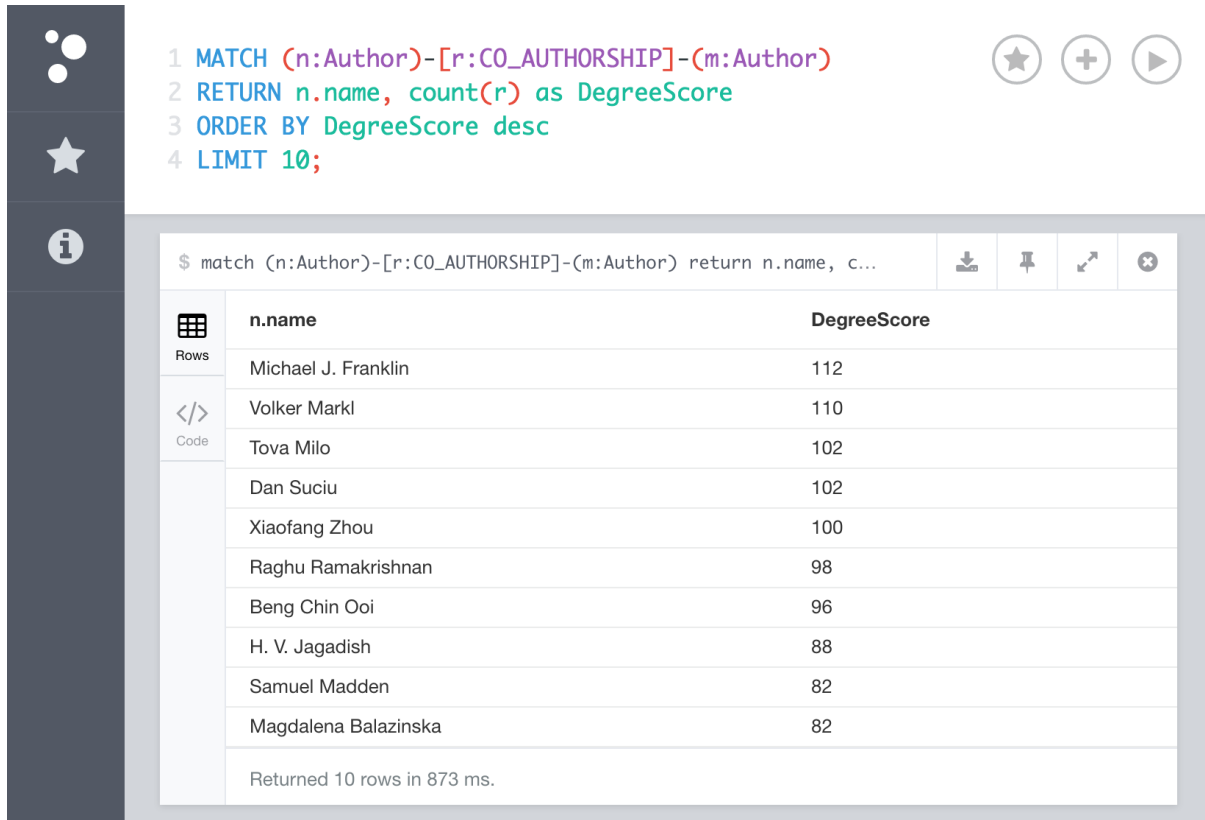 1 MATCH (n:Author)-[r:CO_AUTHORSHIP]-(m:Author)
2 RETURN n.name, count(r) as DegreeScore
3 ORDER BY DegreeScore desc
4 LIMIT 10;
$ match (n:Author)-[r:CO_AUTHORSHIP]-(m:Author) return n.name, c...
Rows
Code
n.name DegreeScore
Michael J. Franklin 112
Volker Markl 110
Tova Milo 102
Dan Suciu 102
Xiaofang Zhou 100
Raghu Ramakrishnan 98
Beng Chin Ooi 96
H. V. Jagadish 88
Samuel Madden 82
Magdalena Balazinska 82
Returned 10 rows in 873 ms.